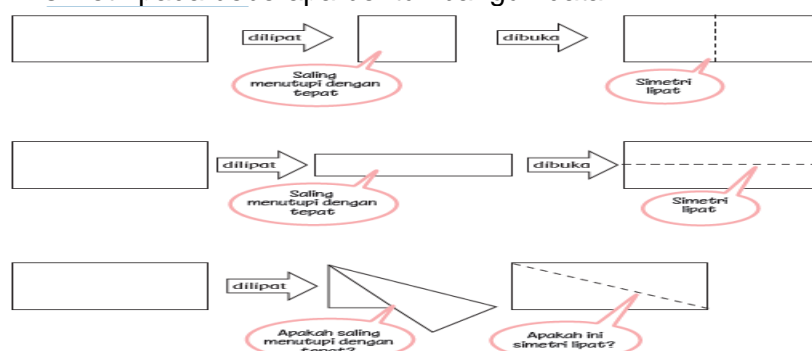 dilipat
dibuka
Saling
menutupi dengan
tepat
Simetri
lipat
dilipat
dibuka
Saling
menutupi dengan
tepat
Simetri
lipat
dilipat
Apakah saling
menutupi dengan
tepat?
Apakah ini
simetri lipat?